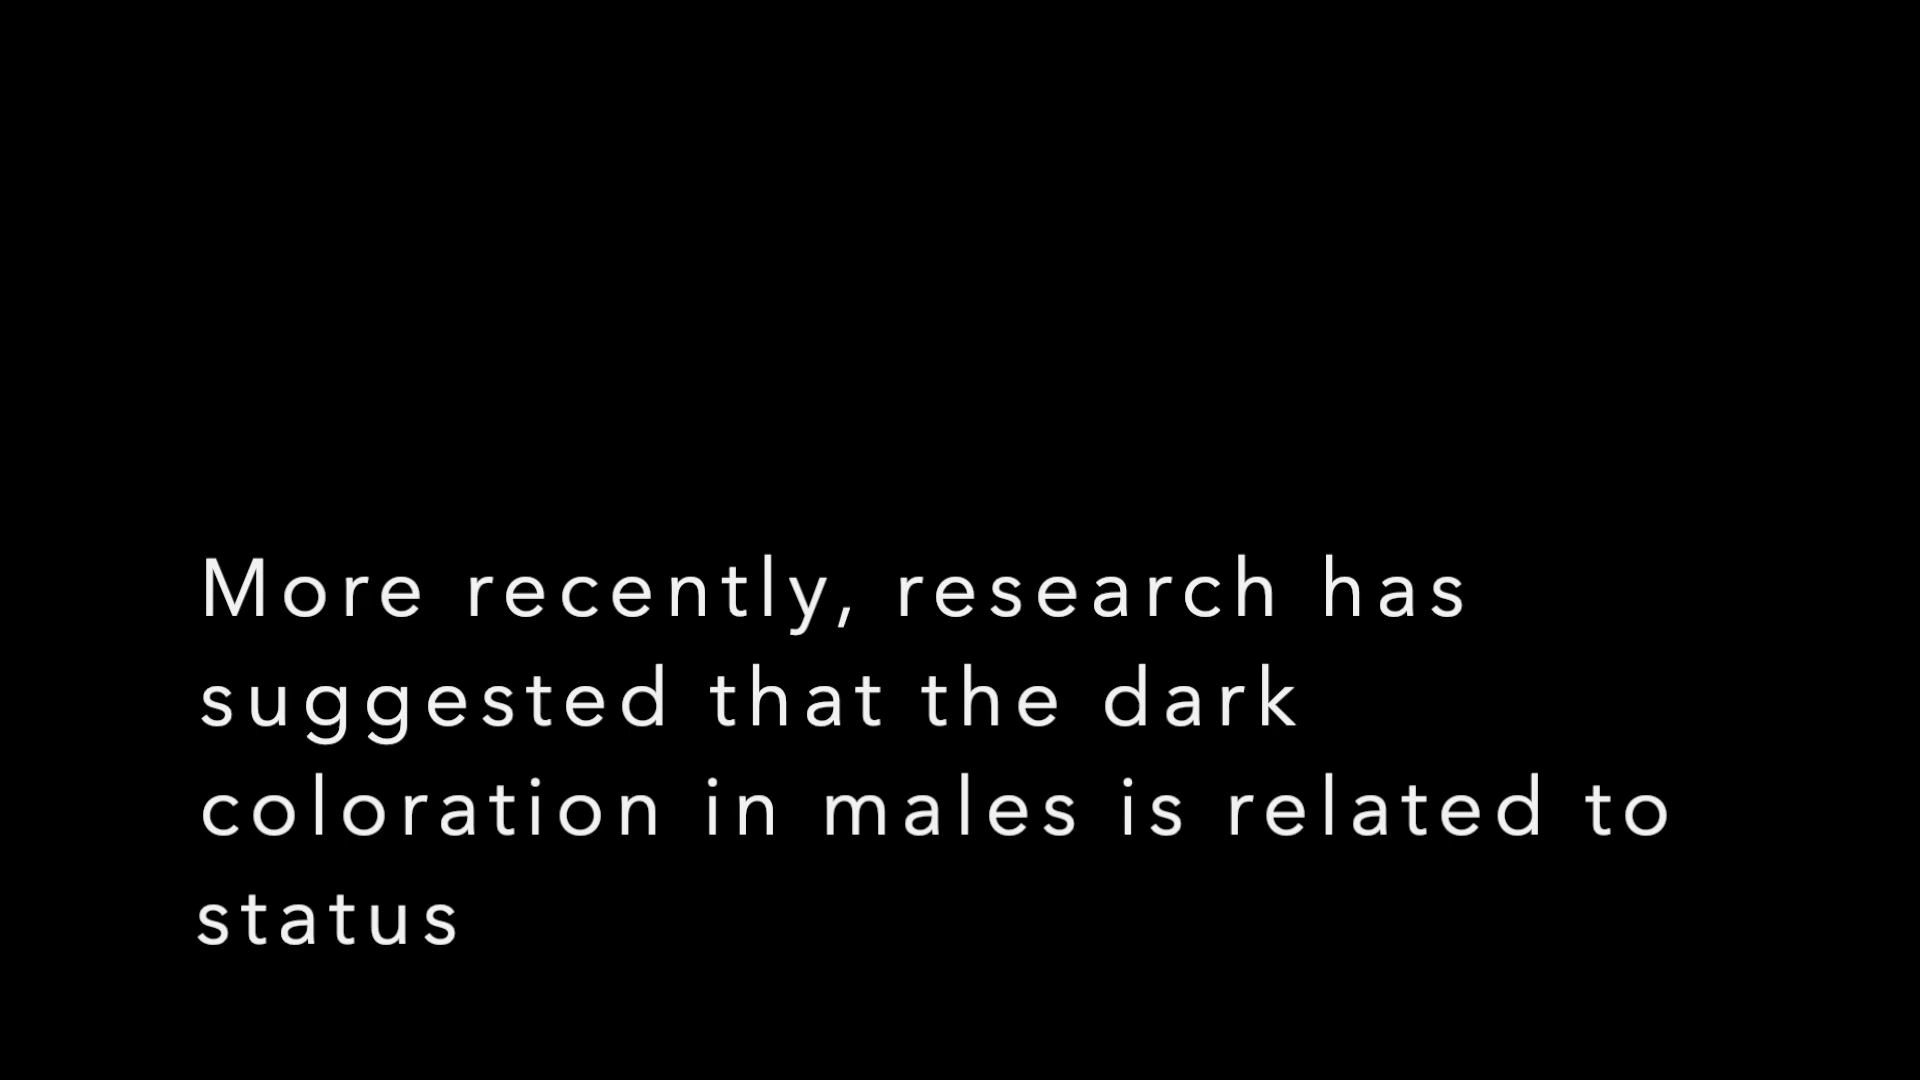 More recently, research has
suggested that the dark
coloration in males is related to
status